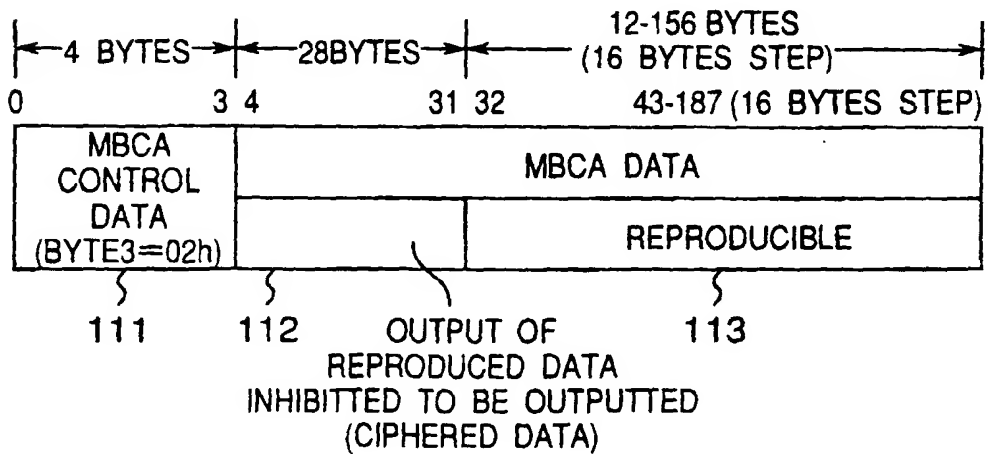 4 BYTES
28BYTES
12-156 BYTES
(16 BYTES STEP)
0
3 4
31 32
43-187 (16 BYTES STEP)
MBCA
CONTROL
DATA
(BYTE3=02h)
MBCA DATA
REPRODUCIBLE
111
112
OUTPUT OF
REPRODUCED DATA
INHIBITTED TO BE OUTPUTTED
(CIPHERED DATA)
113